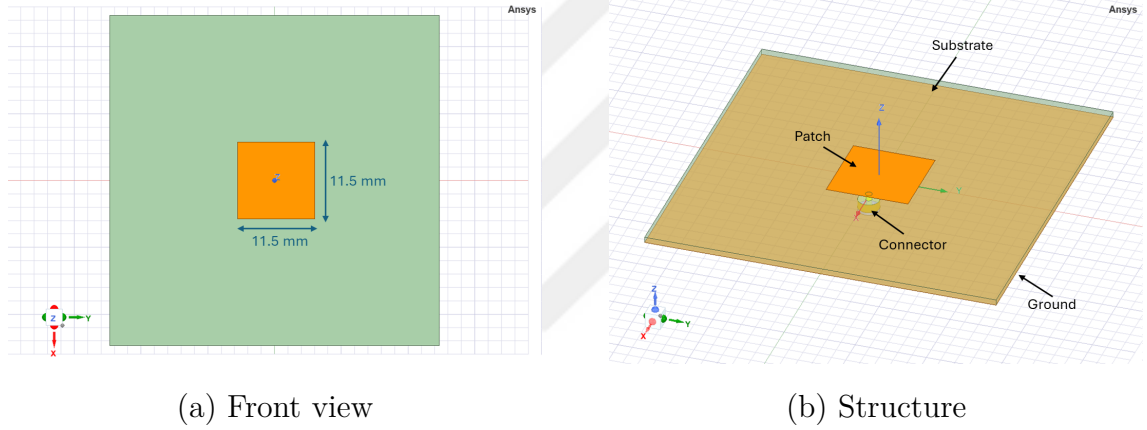 Ansys
11.5 mm
11.5 mm
Z
Z
Y
X
(a) Front view
Ansys
Substrate
Z
Patch
Y
X
Connector
Ground
Z
Y
X
(b) Structure